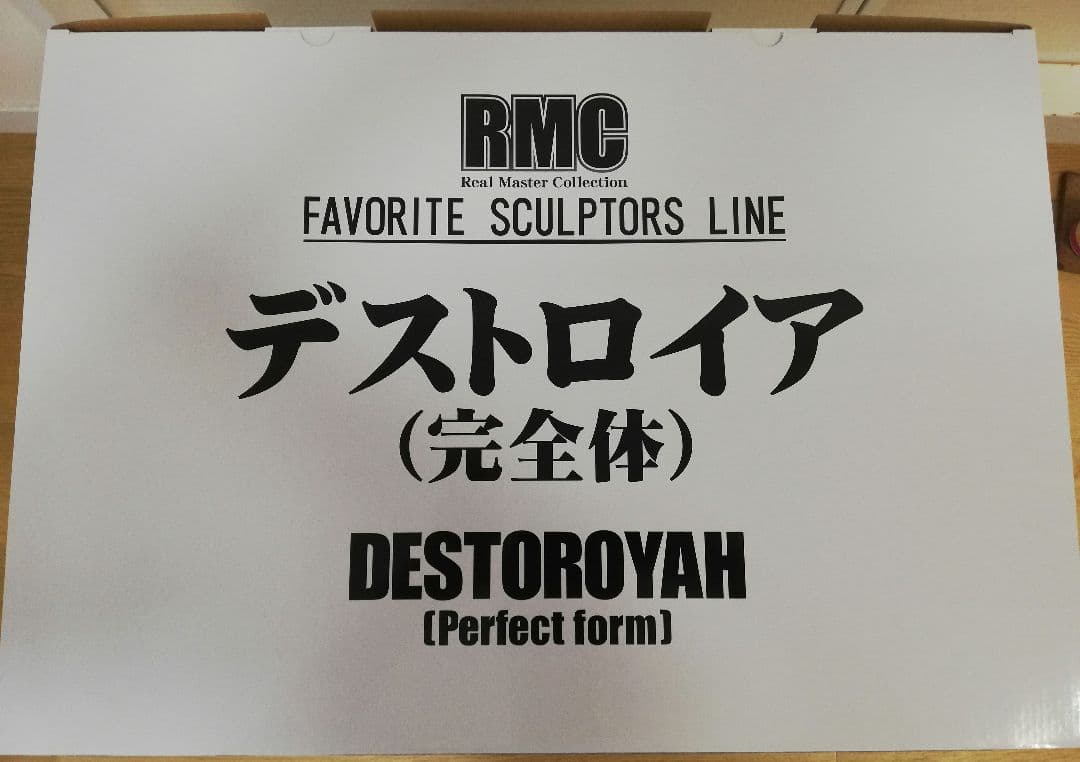 RMC
Real Master Collection
FAVORITE SCULPTORS LINE
デストロイア
(完全体)
DESTOROYAH
(Perfect form)